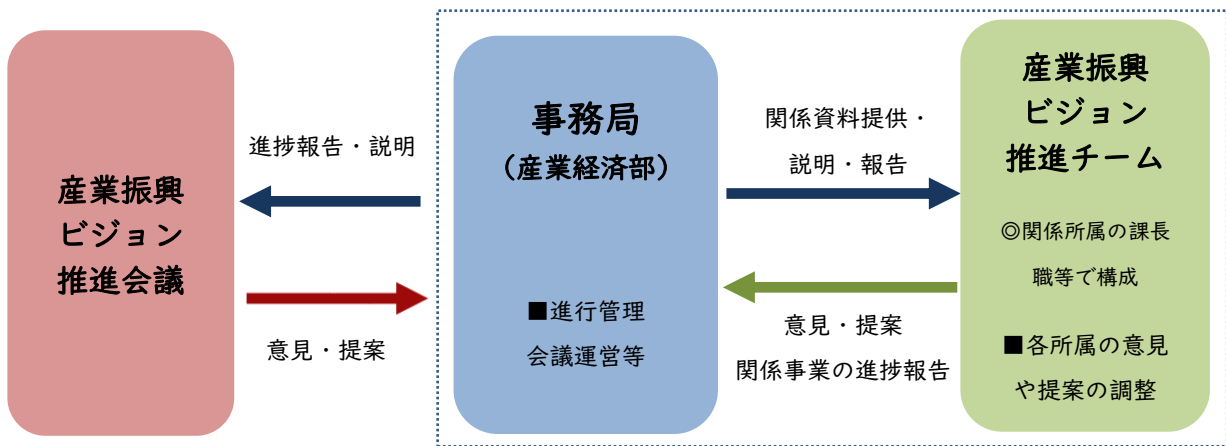 産業振興
ビジョン
推進会議
進捗報告・説明
意見・提案
事務局
（産業経済部）
■進行管理
会議運営等
関係資料提供・
説明・報告
意見・提案
関係事業の進捗報告
産業振興
ビジョン
推進チーム
◎関係所属の課長
職等で構成
■各所属の意見
や提案の調整